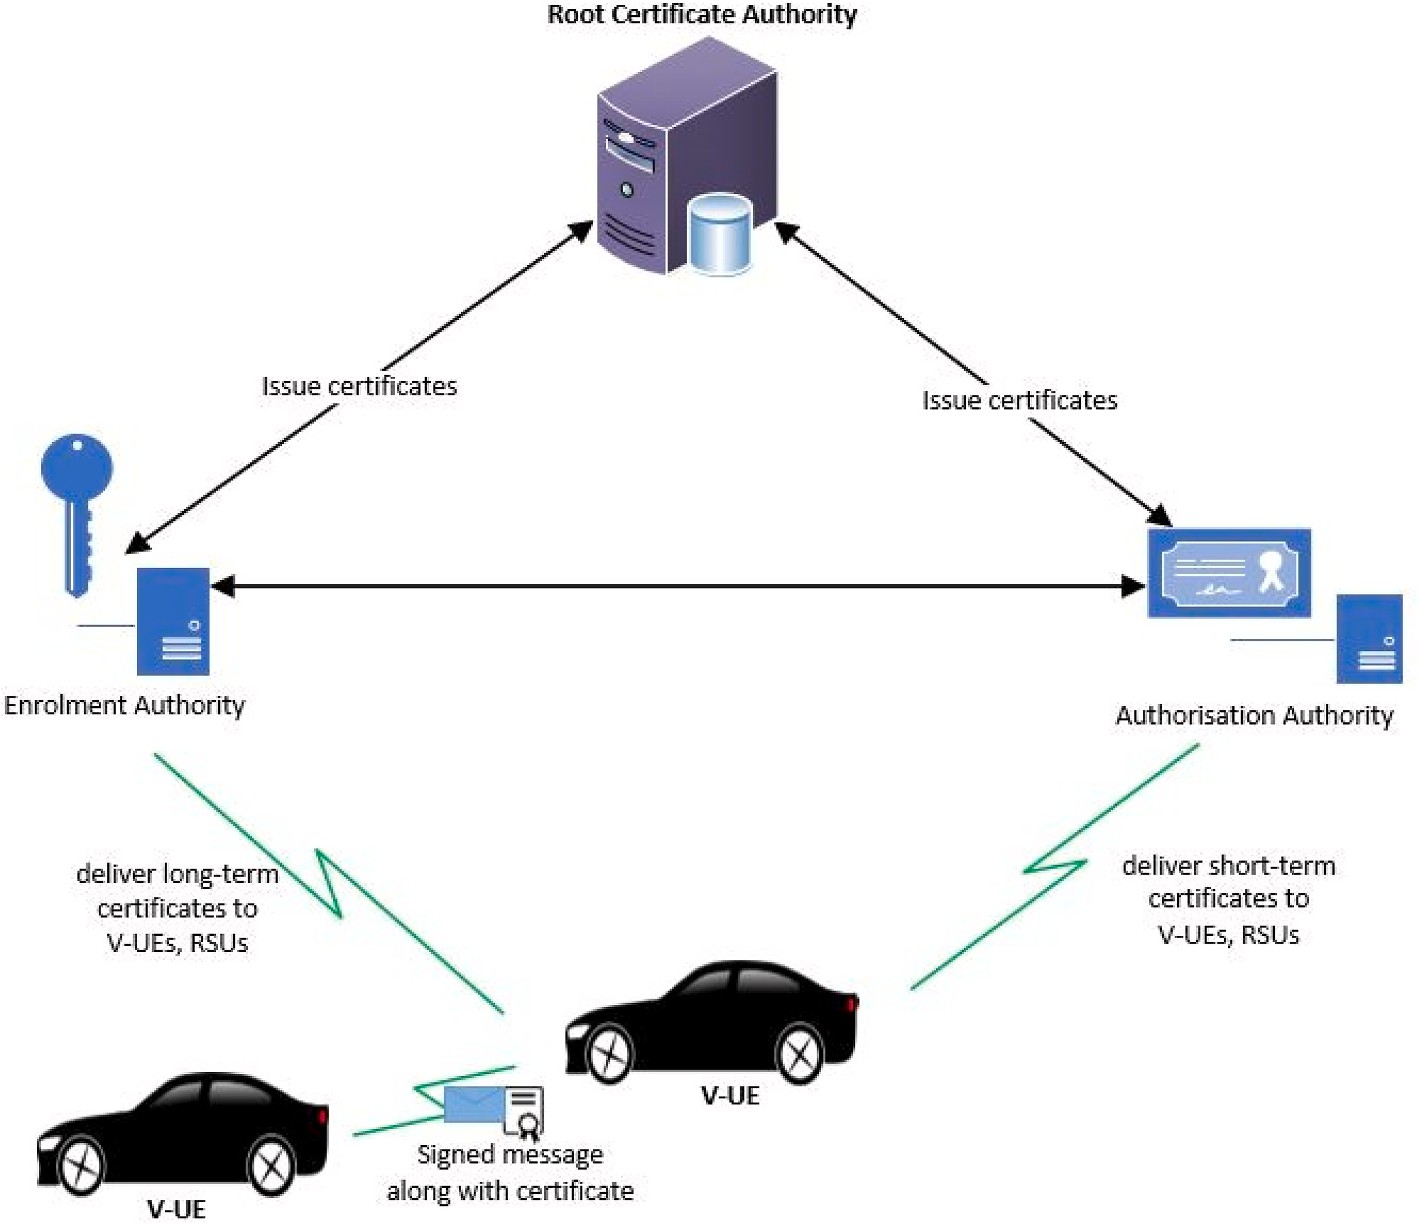 Root Certificate Authority
Issue certificates
Issue certificates
Enrolment Authority
Authorisation Authority
deliver long-term
certificates to
V-UEs, RSUs
deliver short-term
certificates to
V-UEs, RSUs
V-UE
Signed message
along with certificate
V-UE